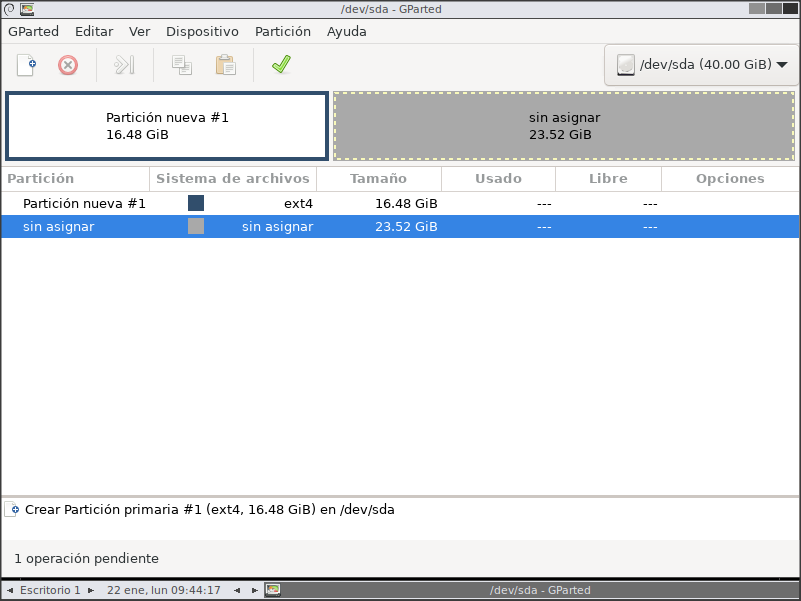 /dev/sda - GParted
GParted Editar Ver Dispositivo Partición Ayuda
/dev/sda (40.00 GiB)
Partición nueva #1
16.48 GiB
sin asignar
23.52 GiB
Partición Sistema de archivos Tamaño Usado Libre Opciones
Partición nueva #1 ext4 16.48 GiB --- ---
sin asignar sin asignar 23.52 GiB --- ---
Crear Partición primaria #1 (ext4, 16.48 GiB) en /dev/sda
1 operación pendiente
Escritorio 1 22 ene, lun 09:44:17 /dev/sda - GParted